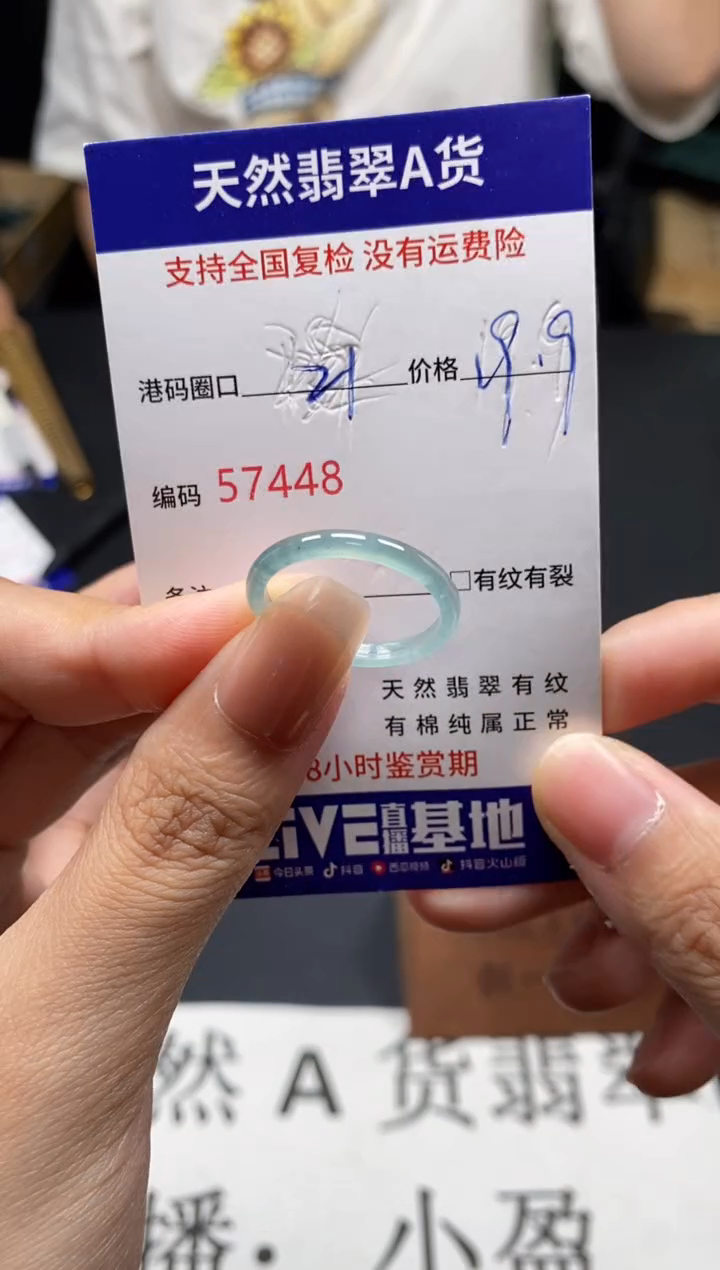 天然翡翠A货
支持全国复检 没有运费险
港码圈口 21 价格 19.9
编码 57448
□有纹有裂
天然翡翠有纹
有棉纯属正常
8小时鉴赏期
LIVE直播基地
今日头条 抖音 西瓜视频 抖音火山版
然 A 货翡翠
播: 小盈